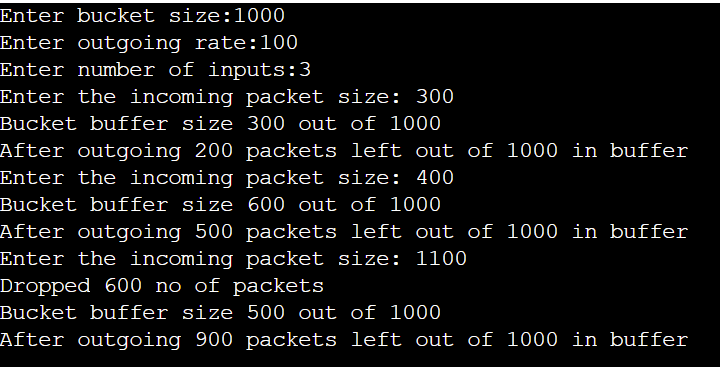 Enter bucket size:1000
Enter outgoing rate:100
Enter number of inputs:3
Enter the incoming packet size: 300
Bucket buffer size 300 out of 1000
After outgoing 200 packets left out of 1000 in buffer
Enter the incoming packet size: 400
Bucket buffer size 600 out of 1000
After outgoing 500 packets left out of 1000 in buffer
Enter the incoming packet size: 1100
Dropped 600 no of packets
Bucket buffer size 500 out of 1000
After outgoing 900 packets left out of 1000 in buffer